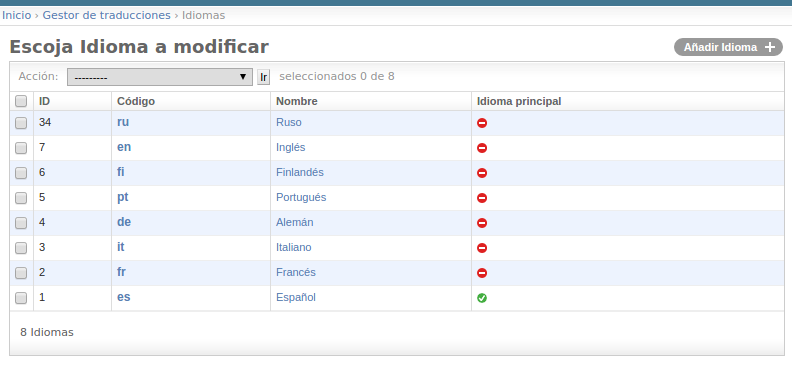 Inicio › Gestor de traducciones › Idiomas
Escoja Idioma a modificar
Añadir Idioma +
Acción: --------- Ir seleccionados 0 de 8
ID Código Nombre Idioma principal
34 ru Ruso
7 en Inglés
6 fi Finlandés
5 pt Portugués
4 de Alemán
3 it Italiano
2 fr Francés
1 es Español
8 Idiomas